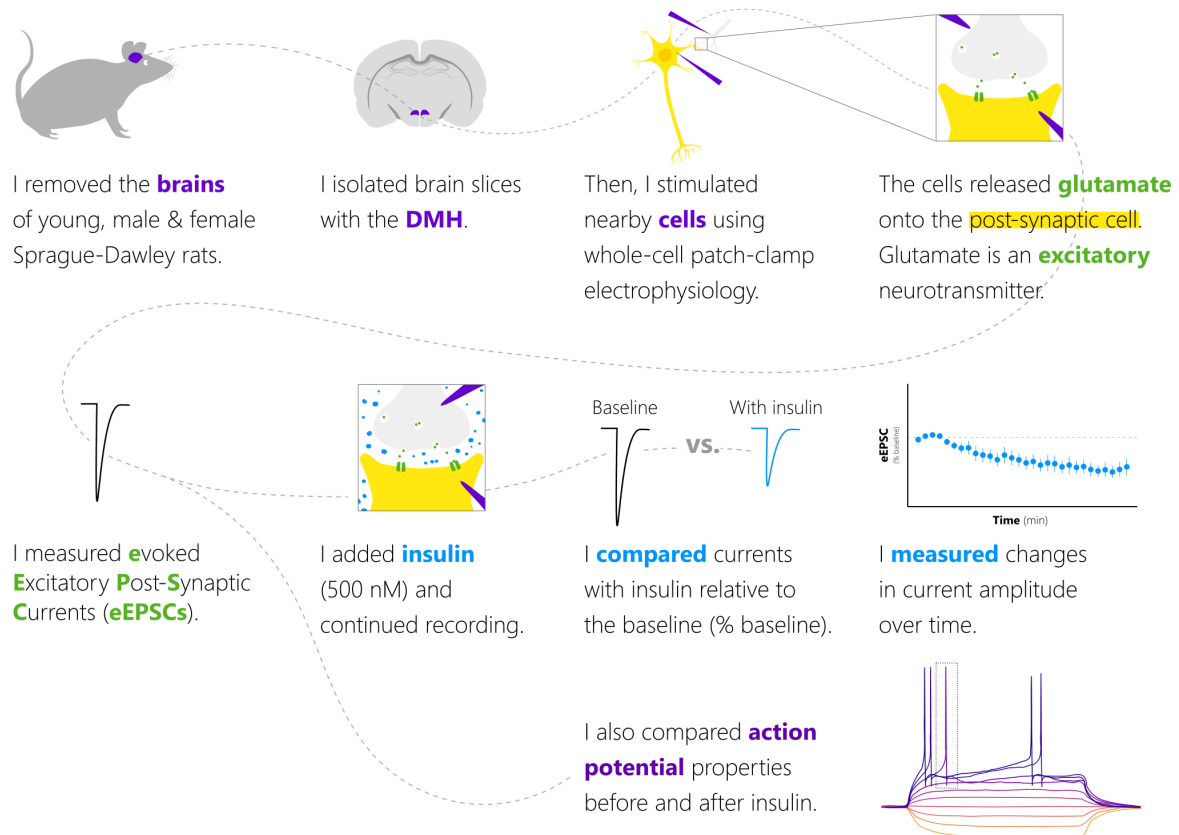 I removed the brains
of young, male & female
Sprague-Dawley rats.
I isolated brain slices
with the DMH.
Then, I stimulated
nearby cells using
whole-cell patch-clamp
electrophysiology.
The cells released glutamate
onto the post-synaptic cell.
Glutamate is an excitatory
neurotransmitter.
I measured evoked
Excitatory Post-Synaptic
Currents (eEPSCs).
I added insulin
(500 nM) and
continued recording.
Baseline
vs.
With insulin
I compared currents
with insulin relative to
the baseline (% baseline).
eEPSC
(% baseline)
Time (min)
I measured changes
in current amplitude
over time.
I also compared action
potential properties
before and after insulin.